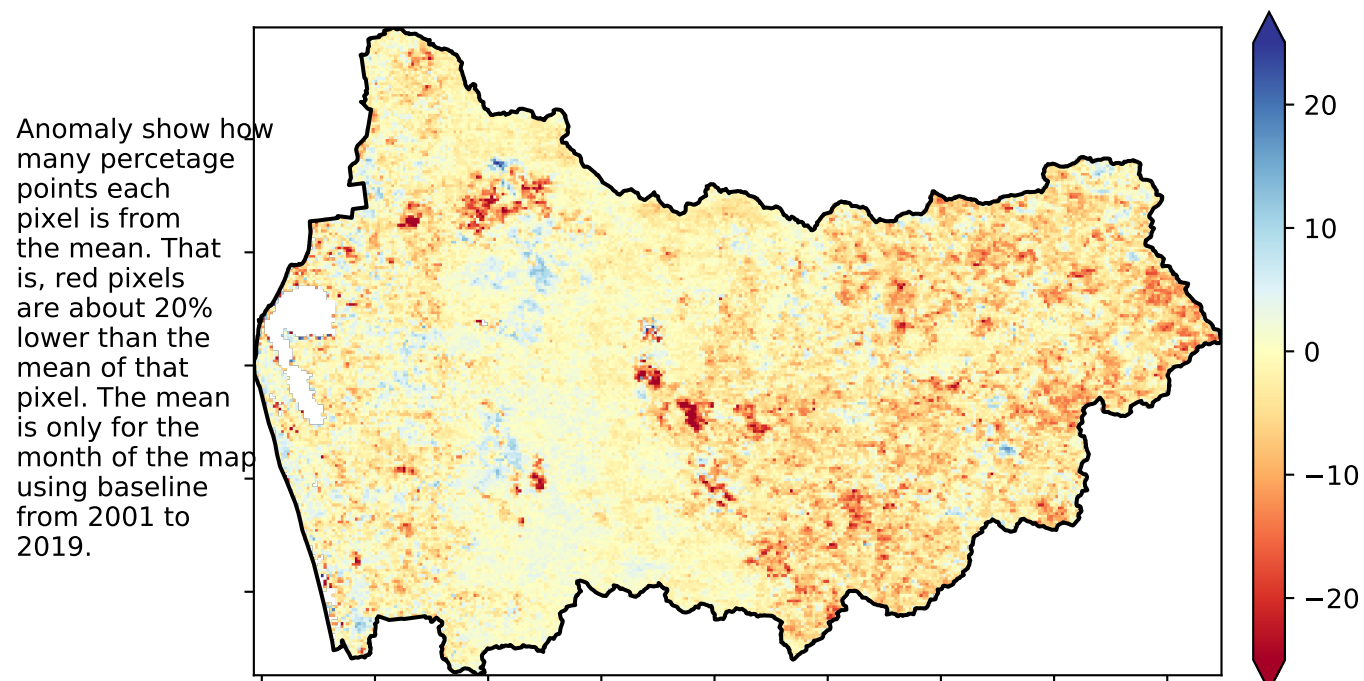 Anomaly show how
many percetage
points each
pixel is from
the mean. That
is, red pixels
are about 20%
lower than the
mean of that
pixel. The mean
is only for the
month of the map
using baseline
from 2001 to
2019.
20
10
0
−10
−20